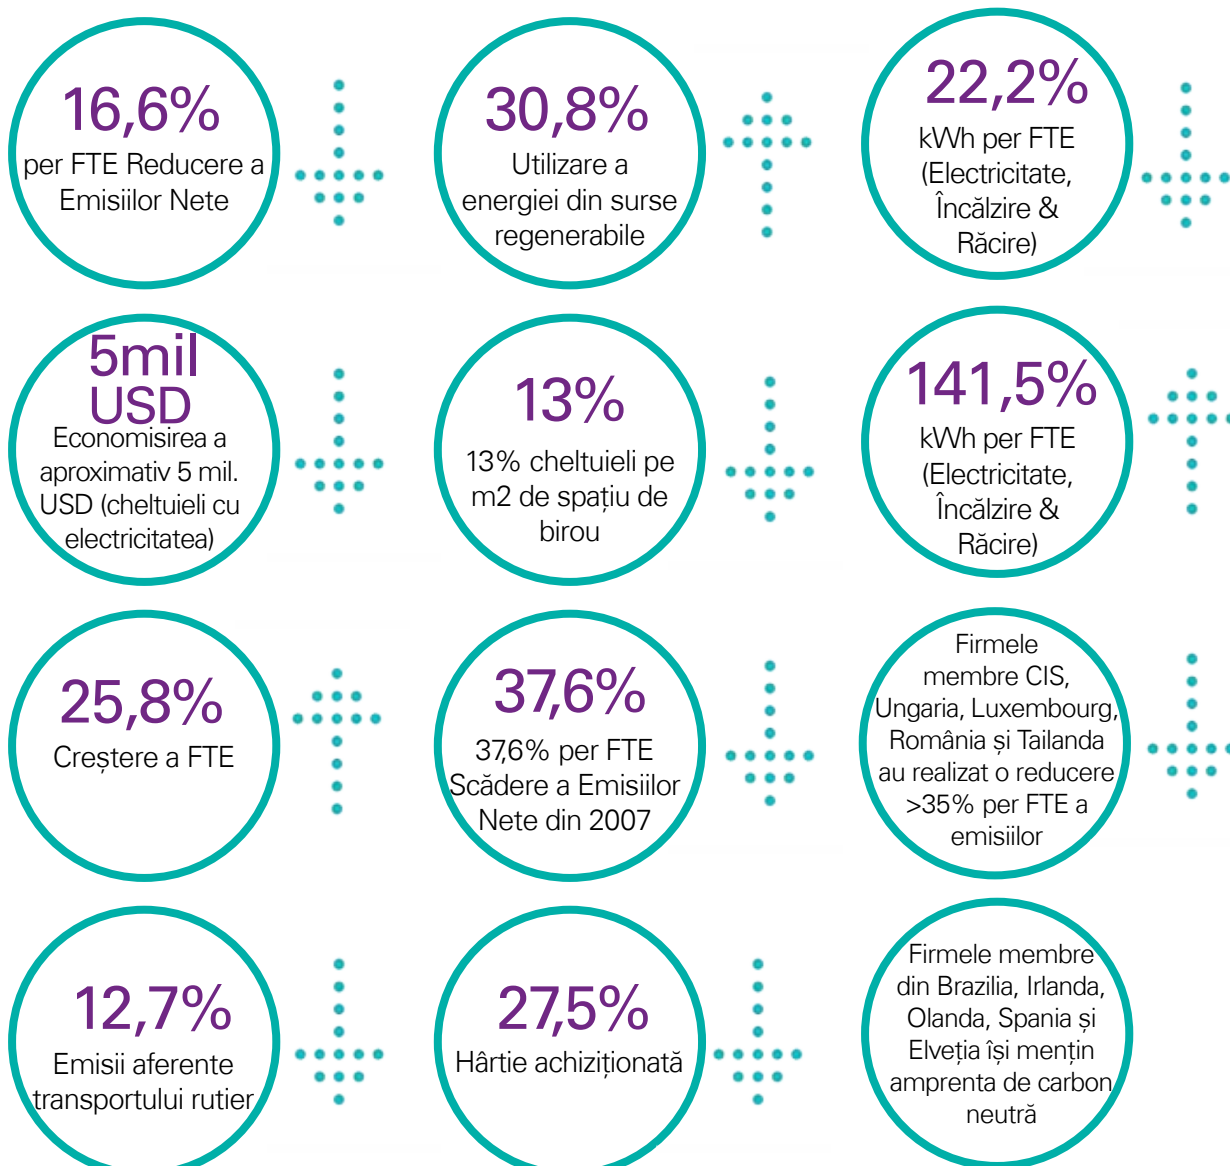 16,6%
per FTE Reducere a
Emisiilor Nete
30,8%
Utilizare a
energiei din surse
regenerabile
22,2%
kWh per FTE
(Electricitate,
Încălzire &
Răcire)
5mil
USD
Economisirea a
aproximativ 5 mil.
USD (cheltuieli cu
electricitatea)
13%
13% cheltuieli pe
m2 de spațiu de
birou
141,5%
kWh per FTE
(Electricitate,
Încălzire &
Răcire)
25,8%
Creștere a FTE
37,6%
37,6% per FTE
Scădere a Emisiilor
Nete din 2007
Firmele
membre CIS,
Ungaria, Luxembourg,
România și Tailanda
au realizat o reducere
>35% per FTE a
emisiilor
12,7%
Emisii aferente
transportului rutier
27,5%
Hârtie achiziționată
Firmele membre
din Brazilia, Irlanda,
Olanda, Spania și
Elveția își mențin
amprenta de carbon
neutră